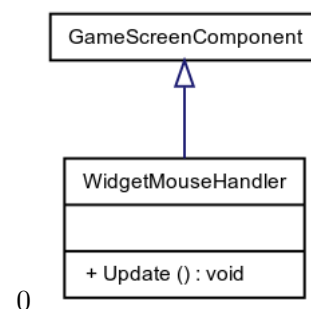 GameScreenComponent
WidgetMouseHandler
+ Update () : void
0